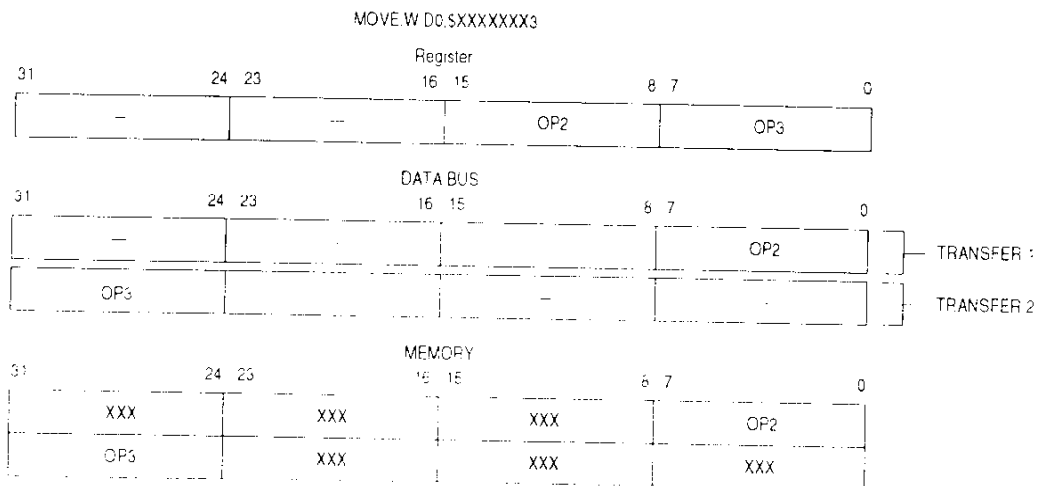 MOVE.W D0,$XXXXXXX3
Register
31 24 23 16 15 8 7 0
— — OP2 OP3
DATA BUS
31 24 23 16 15 8 7 0
— OP2 TRANSFER 1
OP3 — TRANSFER 2
MEMORY
31 24 23 16 15 8 7 0
XXX XXX XXX OP2
OP3 XXX XXX XXX